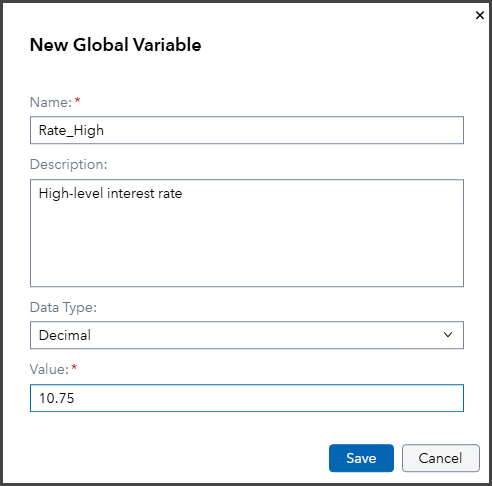 New Global Variable
Name: *
Rate_High
Description:
High-level interest rate
Data Type:
Decimal
Value: *
10.75
Save Cancel